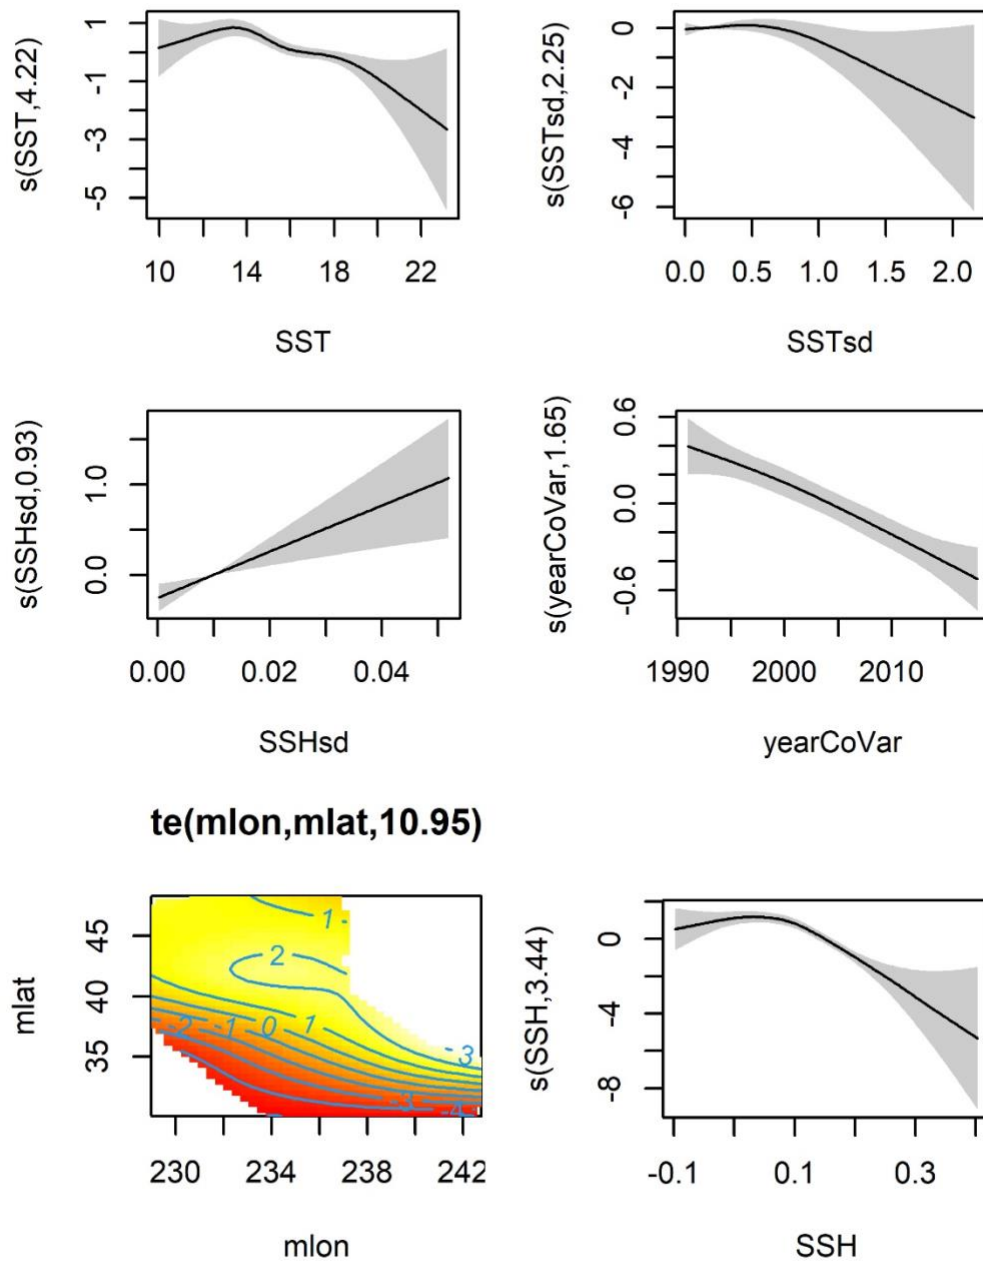 s(SST,4.22)
1
-1
-3
-5
10 14 18 22
SST
s(SSTsd,2.25)
0
-2
-4
-6
0.0 0.5 1.0 1.5 2.0
SSTsd
s(SSHsd,0.93)
1.0
0.0
0.00 0.02 0.04
SSHsd
s(yearCoVar,1.65)
0.6
0.0
-0.6
1990 2000 2010
yearCoVar
te(mlon,mlat,10.95)
mlat
45
40
35
1
2
-2 -1 0 1
3
-3 -4
230 234 238 242
mlon
s(SSH,3.44)
0
-4
-8
-0.1 0.1 0.3
SSH